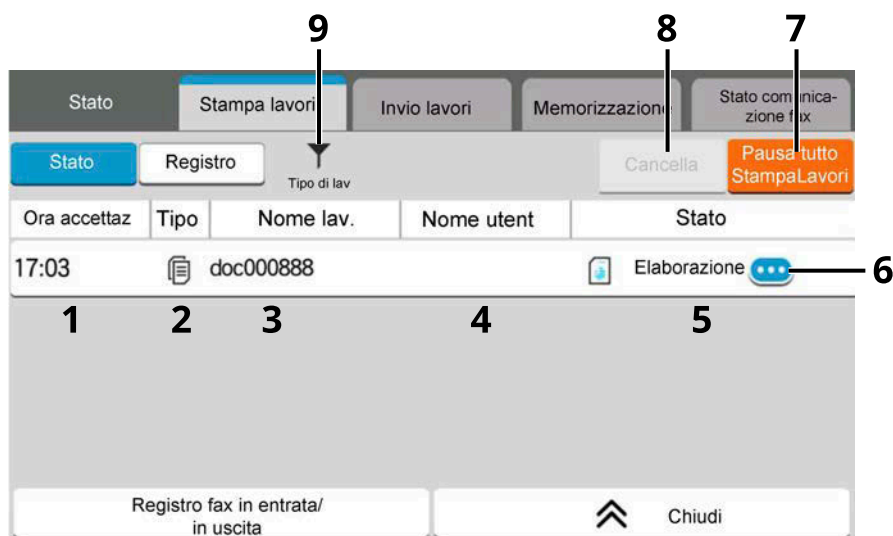 9 8 7
Stato Stampa lavori Invio lavori Memorizzazione Stato comunica-
zione fax
Stato Registro Tipo di lav Cancella Pausa tutto
StampaLavori
Ora accettaz Tipo Nome lav. Nome utent Stato
17:03 doc000888 Elaborazione 6
1 2 3 4 5
Registro fax in entrata/
in uscita
Chiudi